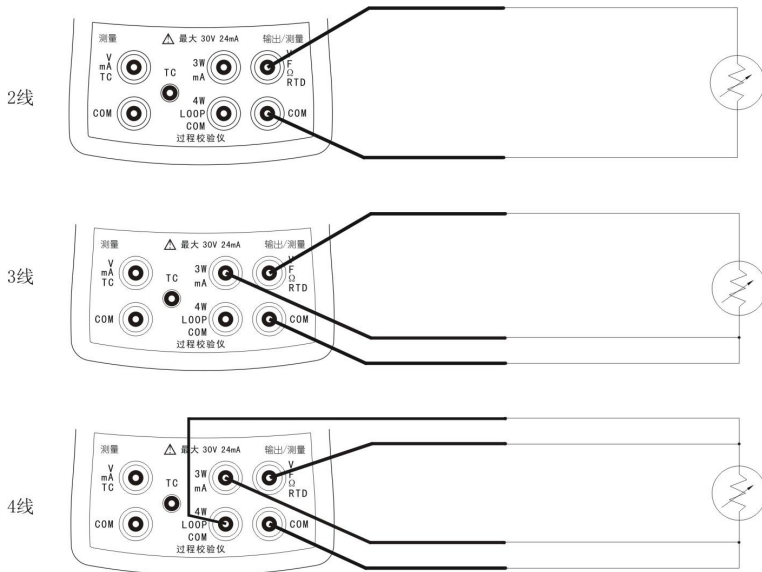 2线
测量
最大 30V 24mA
输出/测量
V
mA
TC
TC
3W
mA
V
F
Ω
RTD
COM
4W
LOOP
COM
COM
过程校验仪
3线
测量
最大 30V 24mA
输出/测量
V
mA
TC
TC
3W
mA
V
F
Ω
RTD
COM
4W
LOOP
COM
COM
过程校验仪
4线
测量
最大 30V 24mA
输出/测量
V
mA
TC
TC
3W
mA
V
F
Ω
RTD
COM
4W
LOOP
COM
COM
过程校验仪